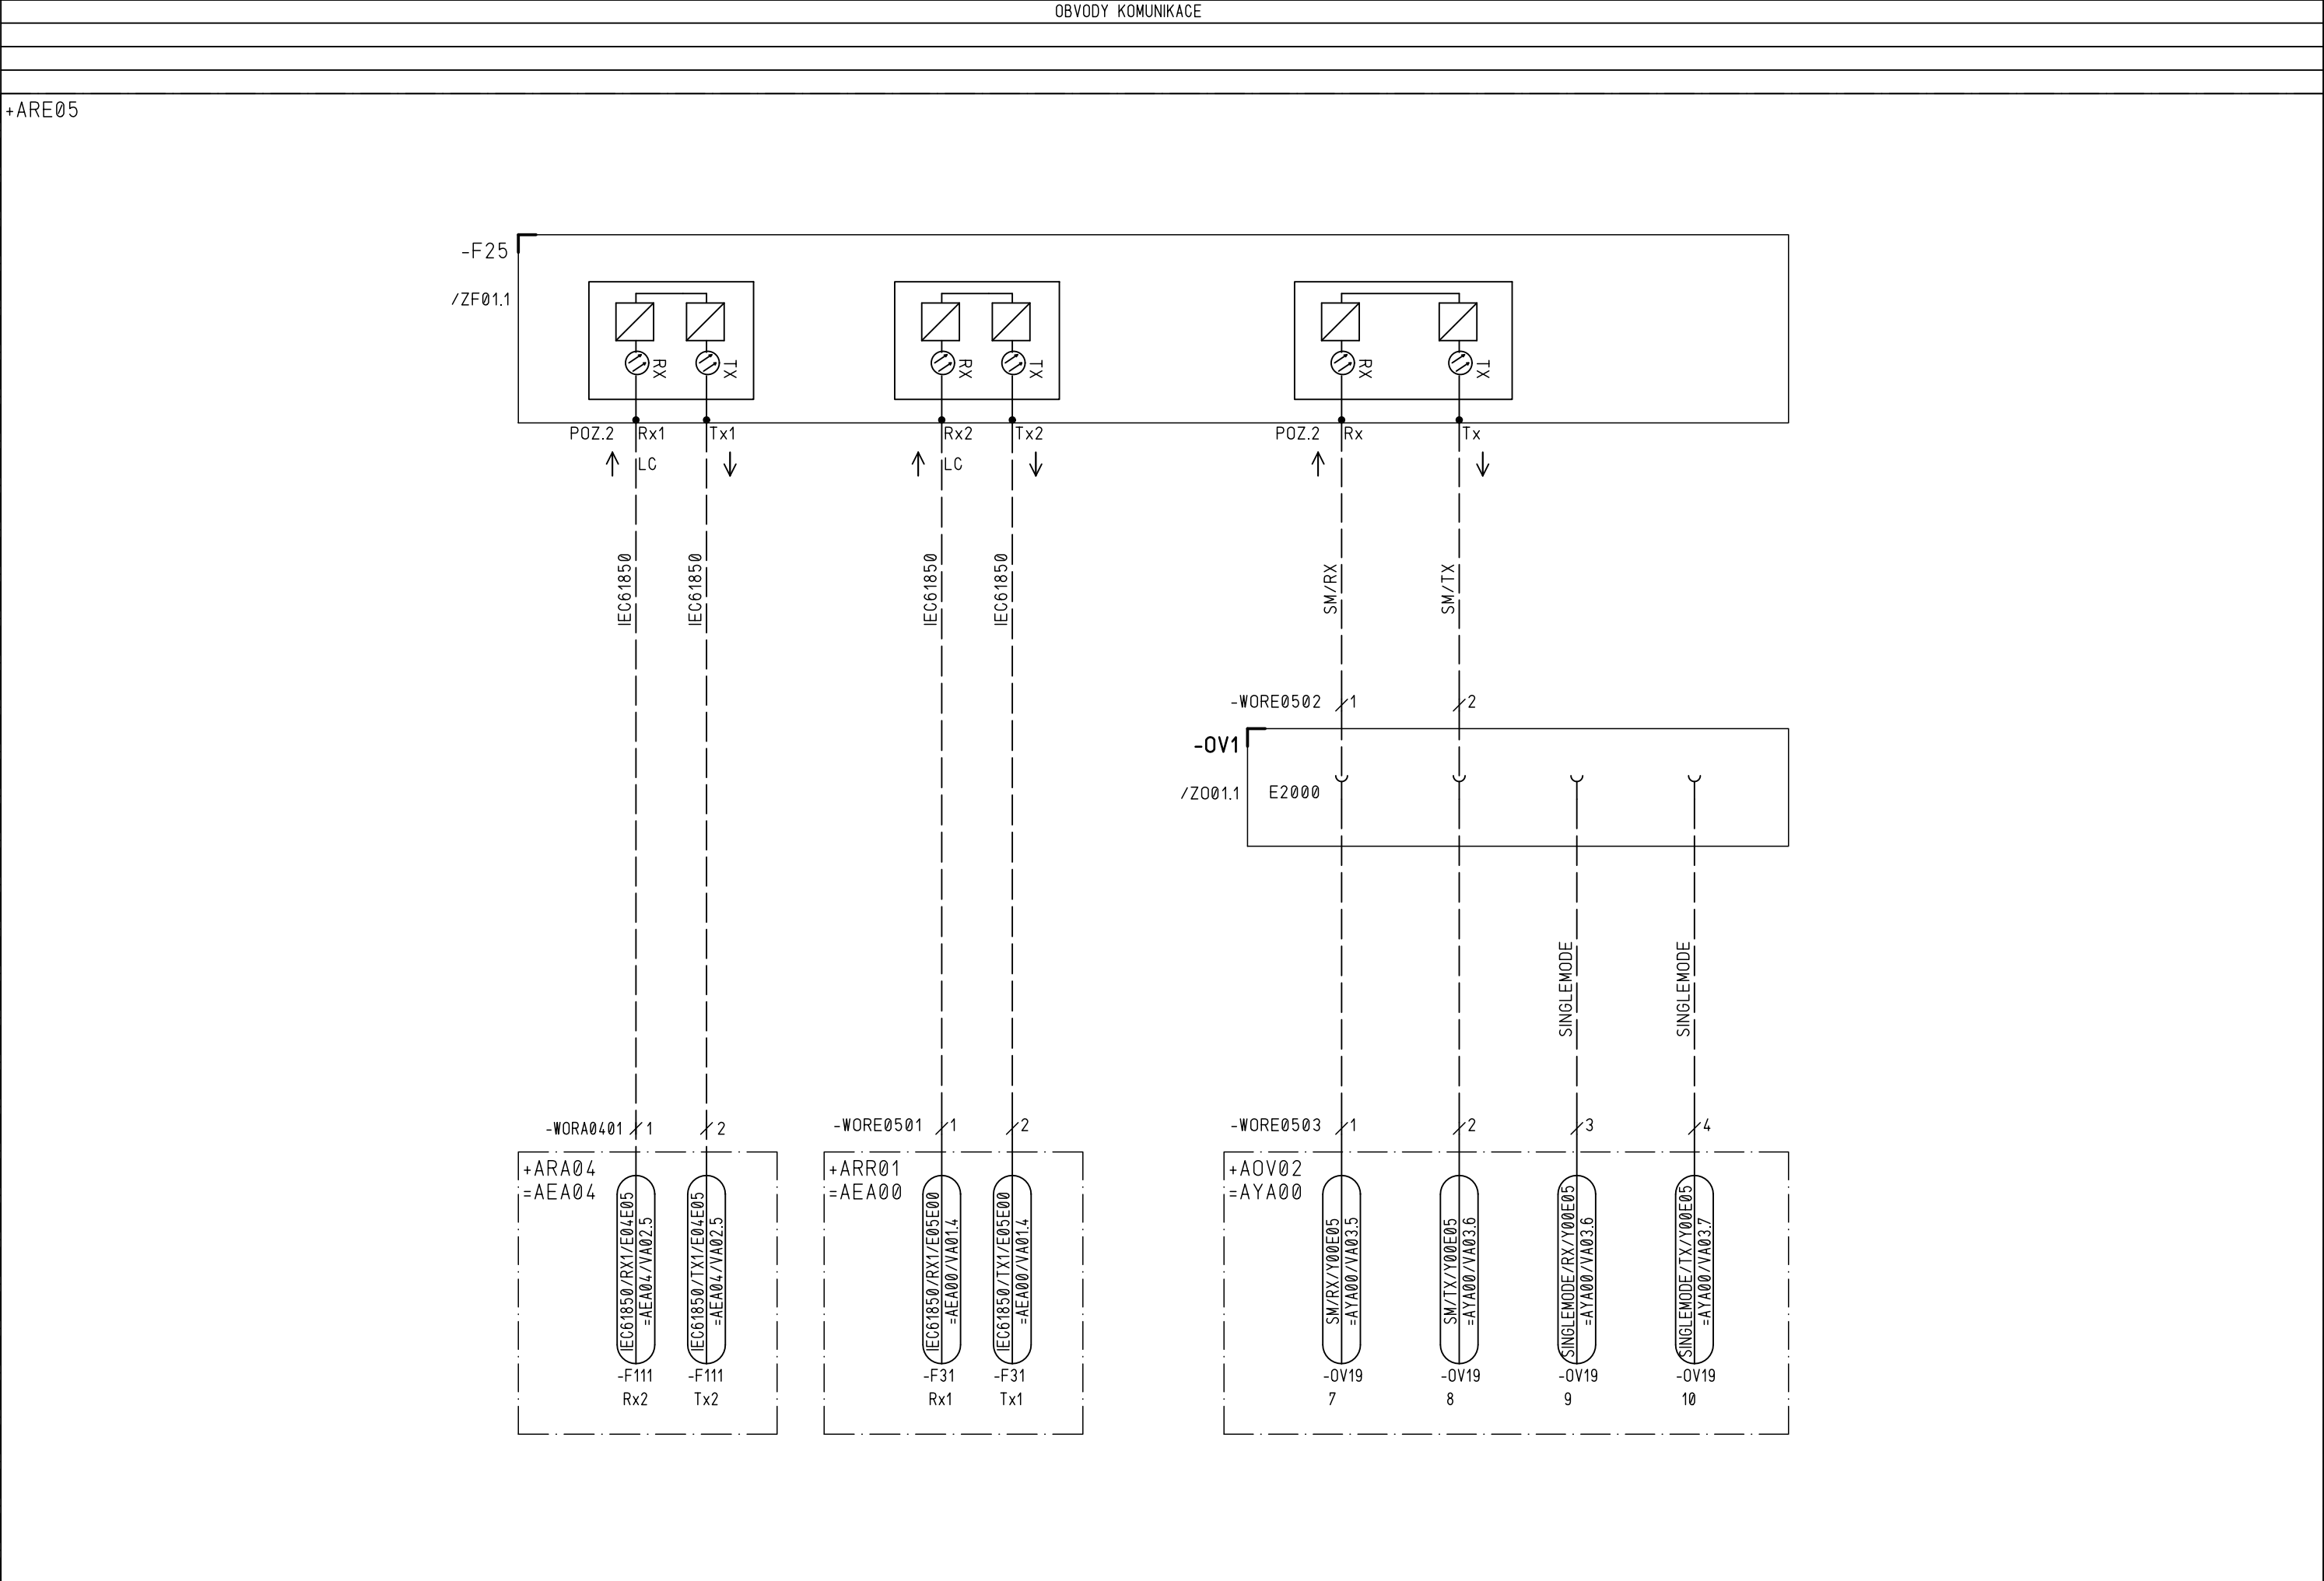 OBVODY KOMUNIKACE
+ARE05
-F25
/ZF01.1
RX
TX
RX
TX
RX
TX
POZ.2
Rx1
Tx1
Rx2
Tx2
POZ.2
Rx
Tx
LC
LC
IEC61850
IEC61850
IEC61850
IEC61850
SM/RX
SM/TX
-WORE0502
1
2
-OV1
/ZO01.1
E2000
SINGLEMODE
SINGLEMODE
-WORA0401
1
2
-WORE0501
1
2
-WORE0503
1
2
3
4
+ARA04
=AEA04
+ARR01
=AEA00
+AOV02
=AYA00
IEC61850/RX1/E04E05
=AEA04/VA02.5
IEC61850/TX1/E04E05
=AEA04/VA02.5
IEC61850/RX1/E05E00
=AEA00/VA01.4
IEC61850/TX1/E05E00
=AEA00/VA01.4
SM/RX/Y00E05
=AYA00/VA03.5
SM/TX/Y00E05
=AYA00/VA03.6
SINGLEMODE/RX/Y00E05
=AYA00/VA03.6
SINGLEMODE/TX/Y00E05
=AYA00/VA03.7
-F111
-F111
-F31
-F31
-OV19
-OV19
-OV19
-OV19
Rx2
Tx2
Rx1
Tx1
7
8
9
10